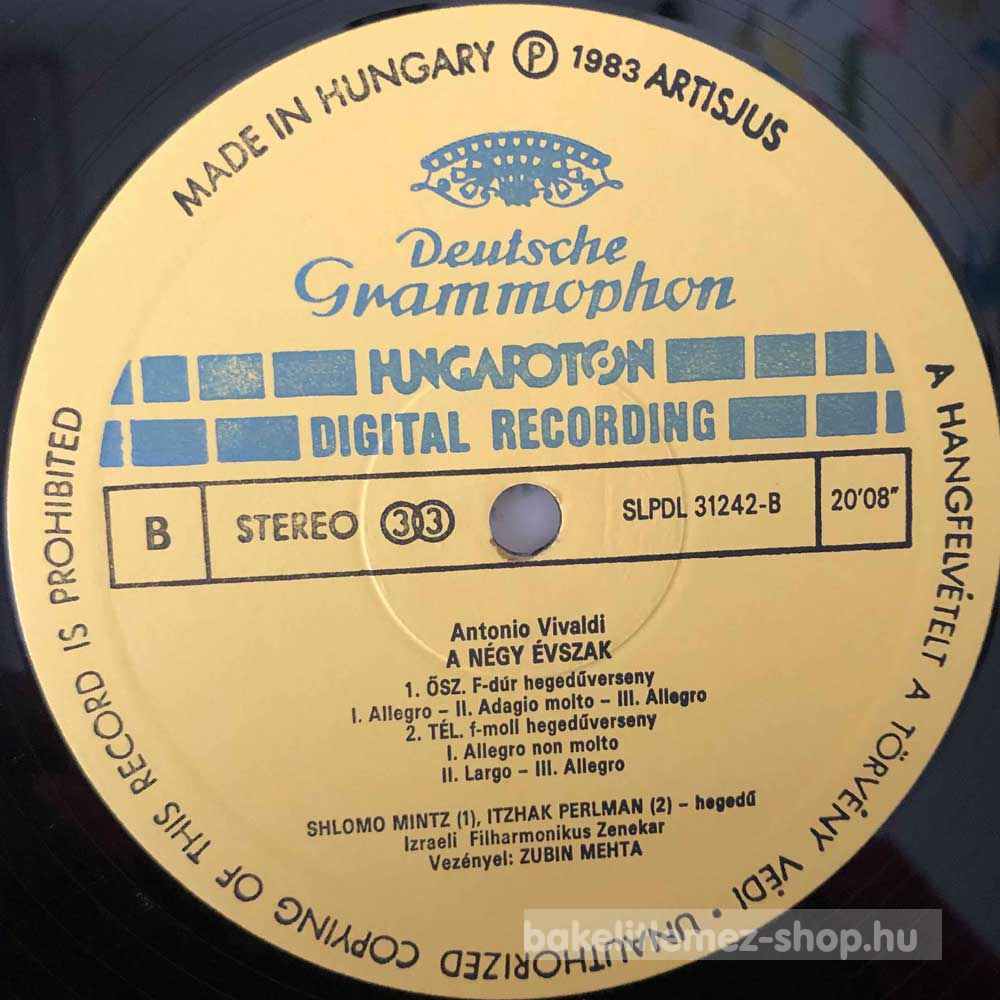 MADE IN HUNGARY Ⓟ 1983 ARTISJUS
Deutsche
Grammophon
HUNGAROTON
DIGITAL RECORDING
B
STEREO 33
SLPDL 31242-B
20'08"
Antonio Vivaldi
A NÉGY ÉVSZAK
1. ŐSZ. F-dúr hegedűverseny
I. Allegro – II. Adagio molto – III. Allegro
2. TÉL. f-moll hegedűverseny
I. Allegro non molto
II. Largo – III. Allegro
SHLOMO MINTZ (1), ITZHAK PERLMAN (2) – hegedű
Izraeli Filharmonikus Zenekar
Vezényel: ZUBIN MEHTA
A HANGFELVÉTELT A TÖRVÉNY VÉDI · UNAUTHORIZED COPYING OF THIS RECORD IS PROHIBITED
bakelitlemez-shop.hu